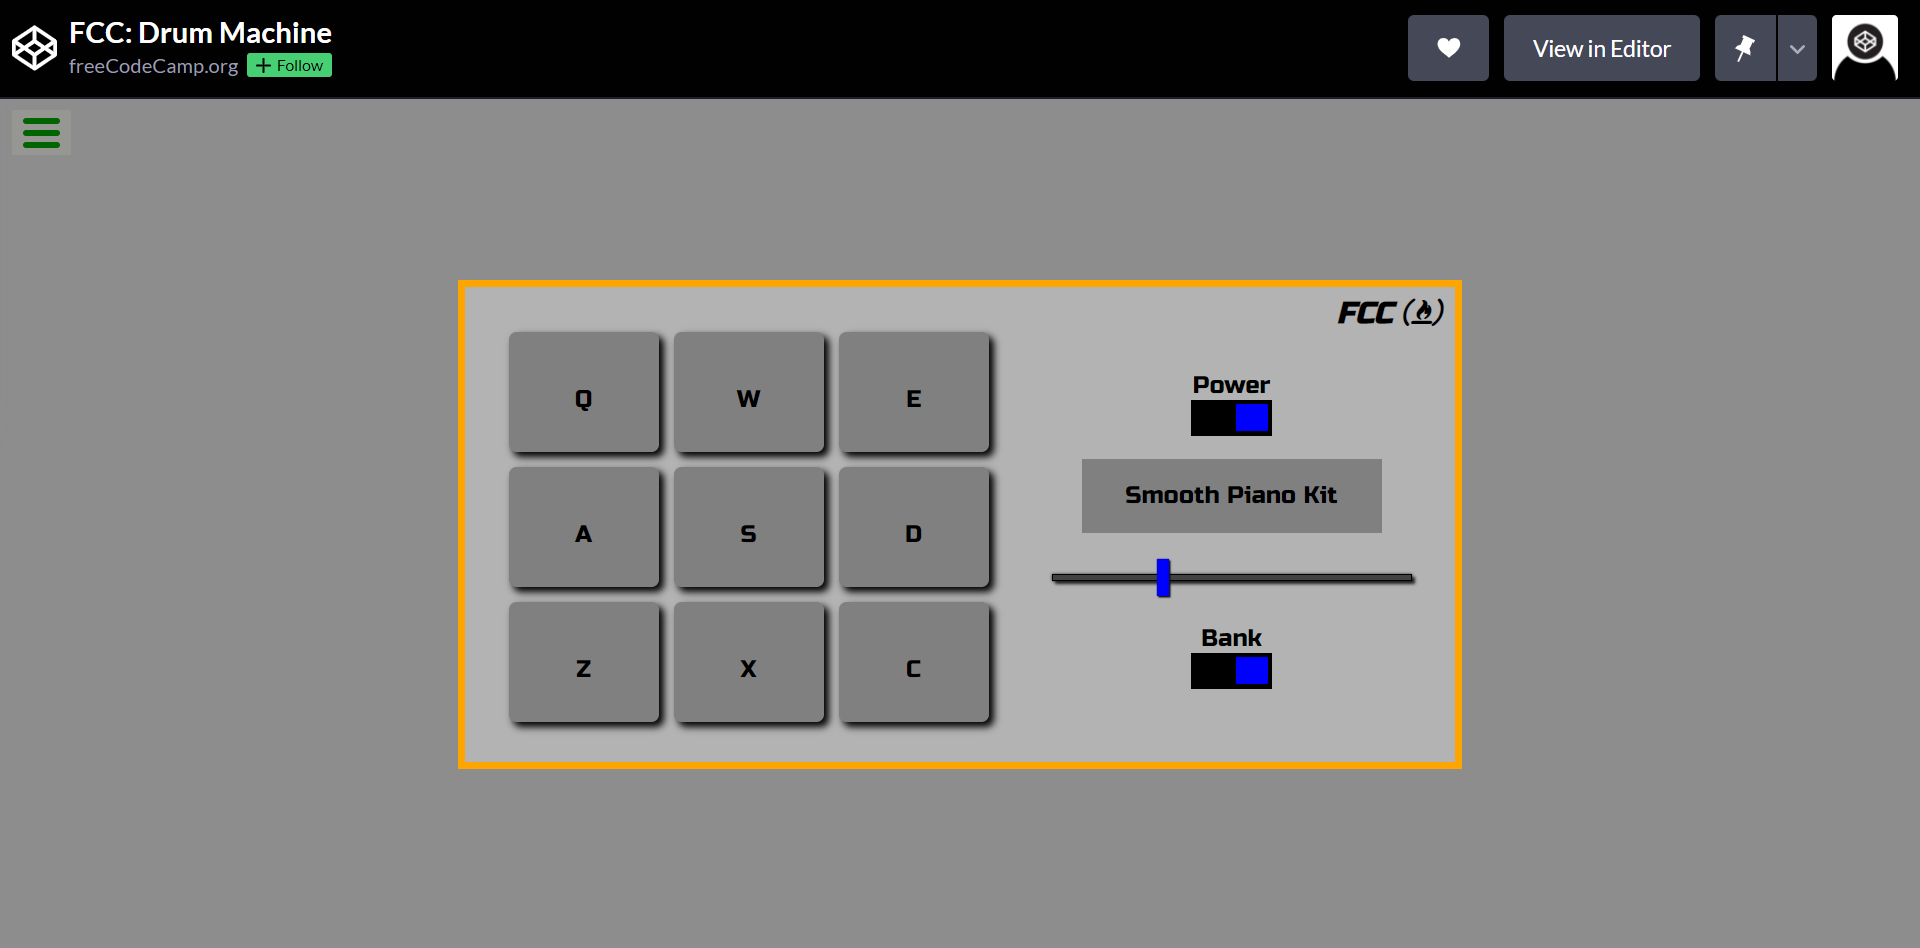 FCC: Drum Machine
freeCodeCamp.org
+ Follow
View in Editor
FCC
Q W E
A S D
Z X C
Power
Smooth Piano Kit
Bank